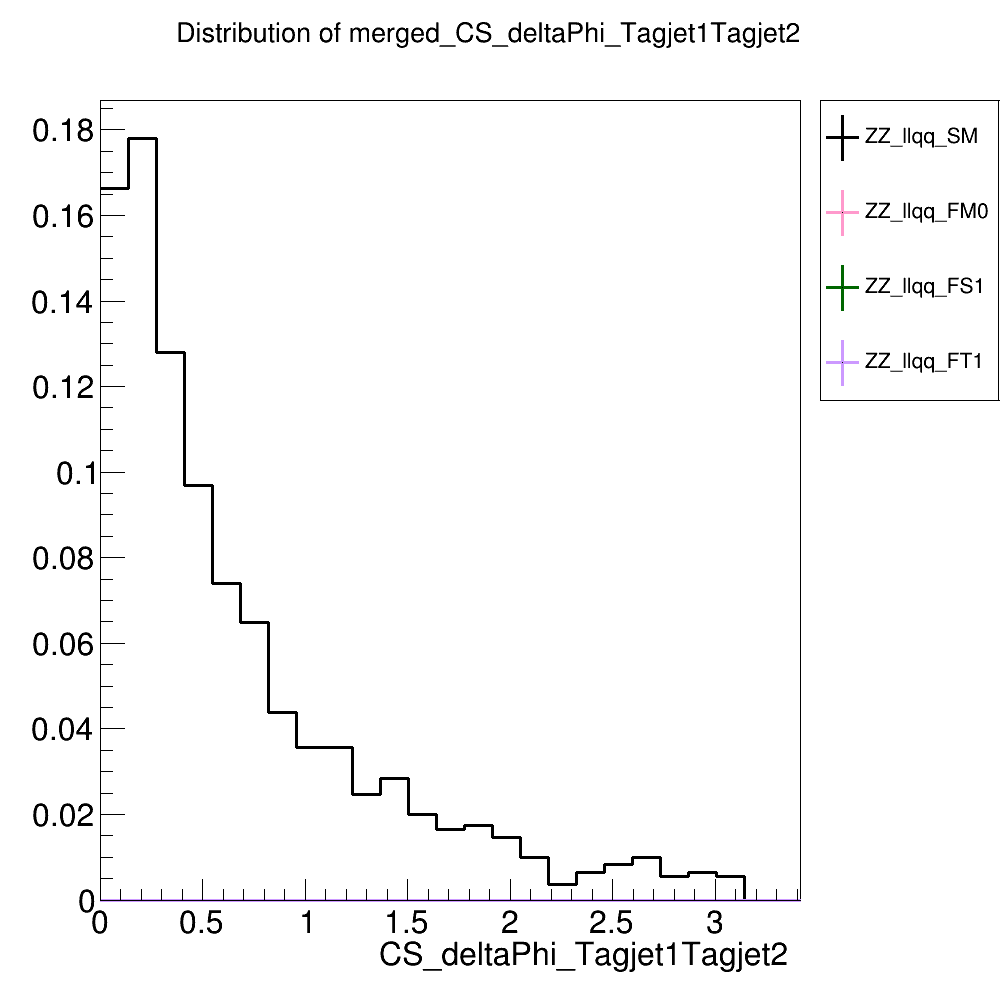 Distribution of merged_CS_deltaPhi_Tagjet1Tagjet2
0.18
0.16
0.14
0.12
0.1
0.08
0.06
0.04
0.02
0
0 0.5 1 1.5 2 2.5 3
CS_deltaPhi_Tagjet1Tagjet2
ZZ_llqq_SM
ZZ_llqq_FM0
ZZ_llqq_FS1
ZZ_llqq_FT1